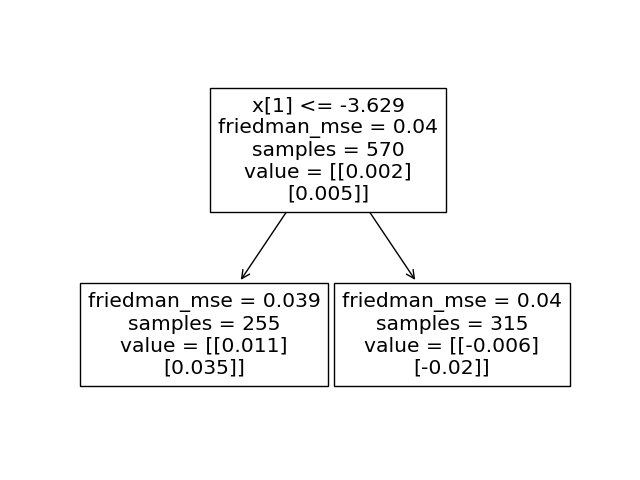 x[1] <= -3.629
friedman_mse = 0.04
samples = 570
value = [[0.002]
[0.005]]
friedman_mse = 0.039
samples = 255
value = [[0.011]
[0.035]]
friedman_mse = 0.04
samples = 315
value = [[-0.006]
[-0.02]]